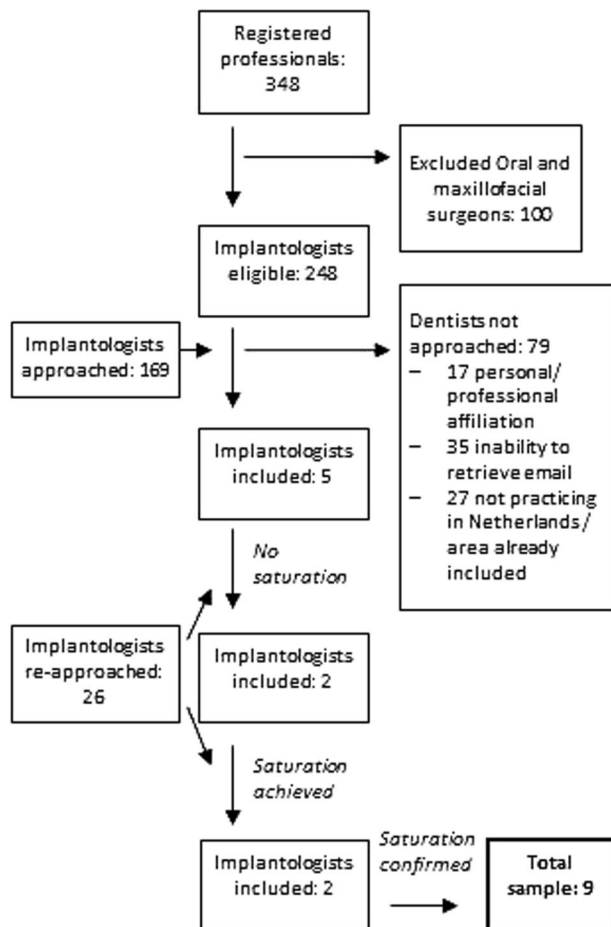 Registered
professionals:
348
Excluded Oral and
maxillofacial
surgeons: 100
Implantologists
eligible: 248
Implantologists
approached: 169
Dentists not
approached: 79
– 17 personal/
professional
affiliation
– 35 inability to
retrieve email
– 27 not practicing
in Netherlands /
area already
included
Implantologists
included: 5
No
saturation
Implantologists
re-approached:
26
Implantologists
included: 2
Saturation
achieved
Implantologists
included: 2
Saturation
confirmed
Total
sample: 9